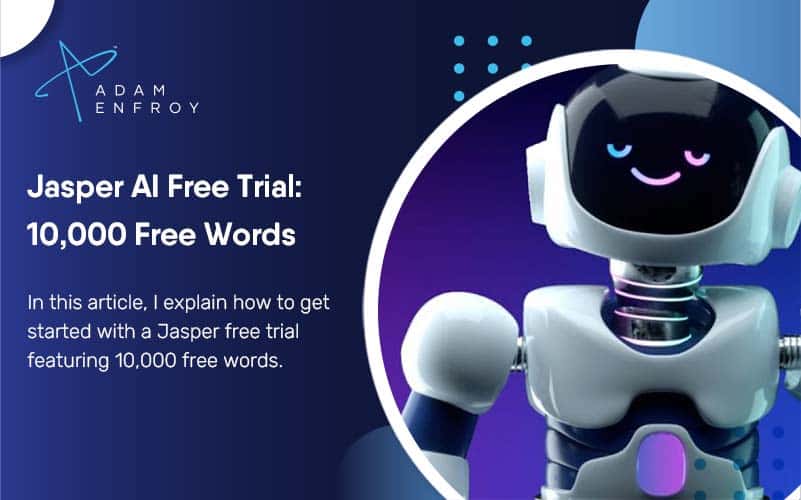 ADAM
ENFROY
Jasper AI Free Trial:
10,000 Free Words
In this article, I explain how to get
started with a Jasper free trial
featuring 10,000 free words.